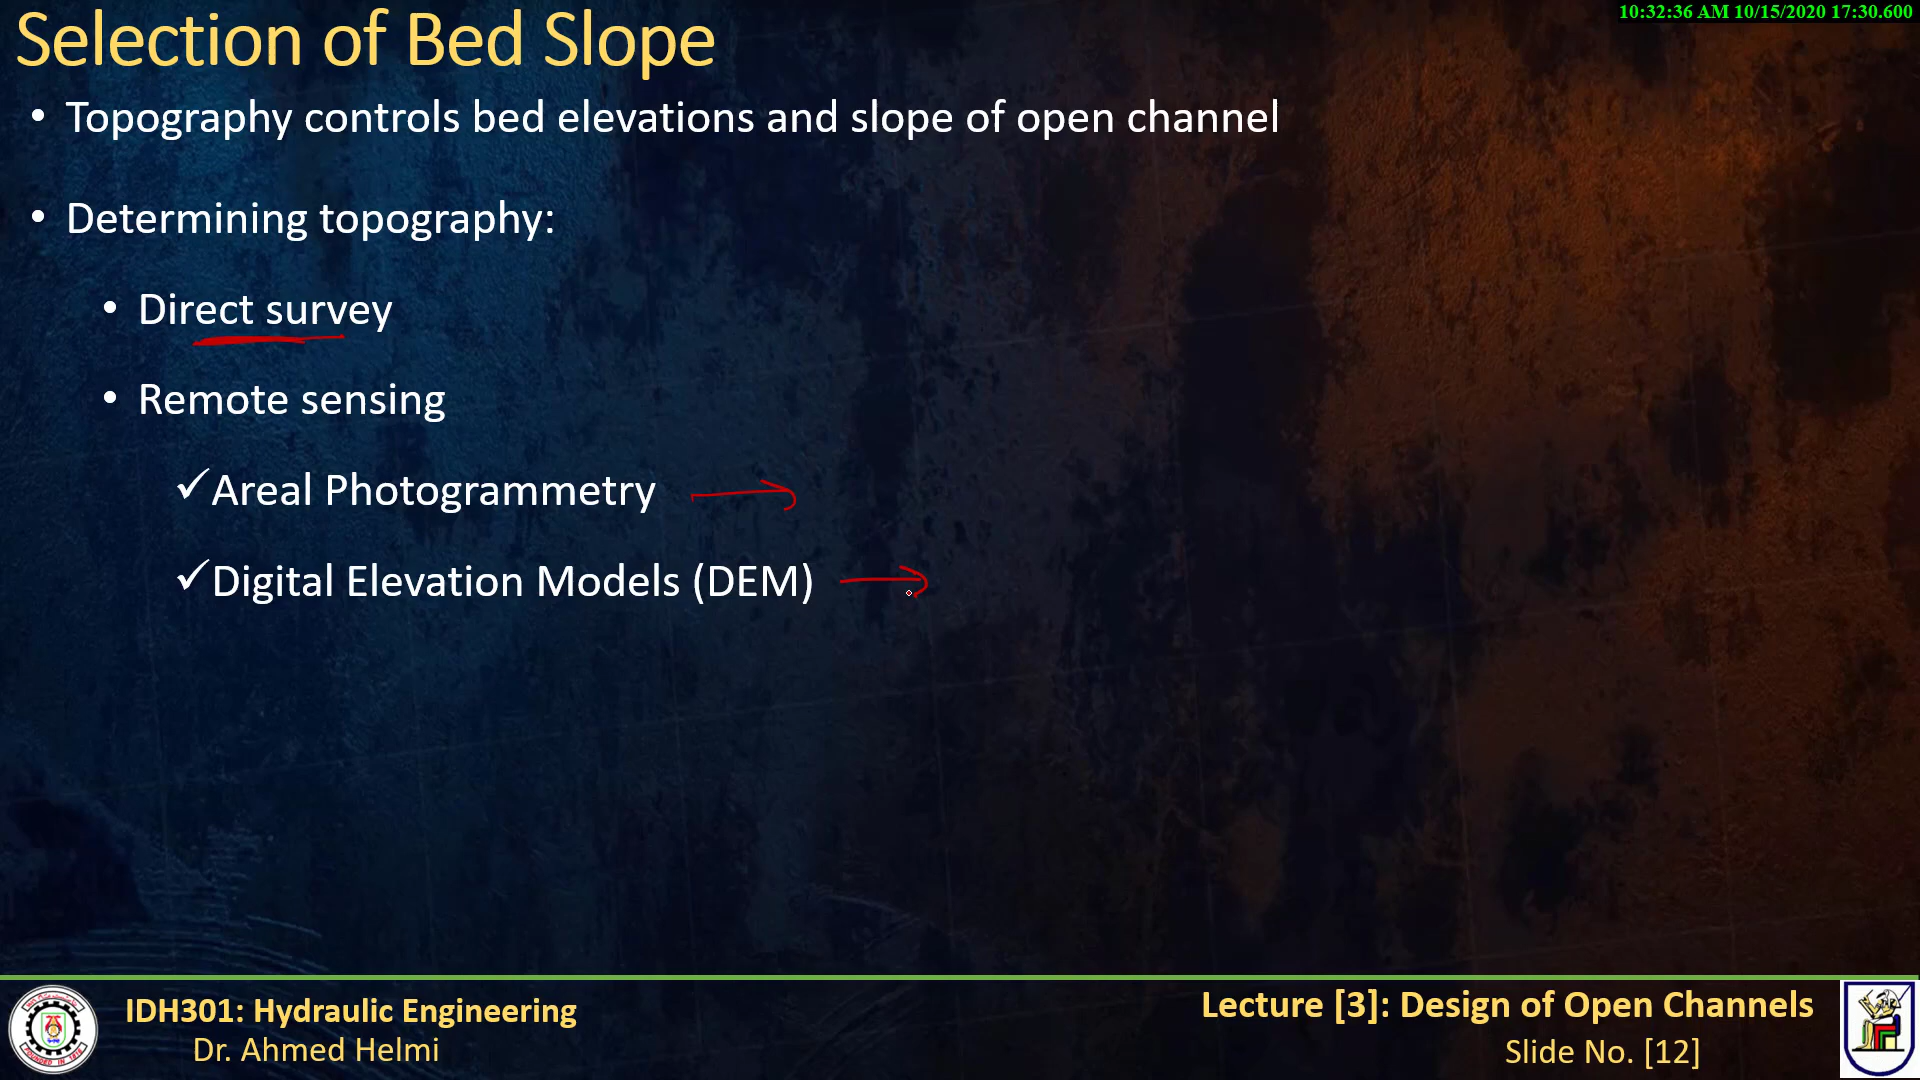 10:32:36 AM 10/15/2020 17:30.600
Selection of Bed Slope
• Topography controls bed elevations and slope of open channel
• Determining topography:
• Direct survey
• Remote sensing
✓Areal Photogrammetry
✓Digital Elevation Models (DEM)
IDH301: Hydraulic Engineering
Dr. Ahmed Helmi
Lecture [3]: Design of Open Channels
Slide No. [12]